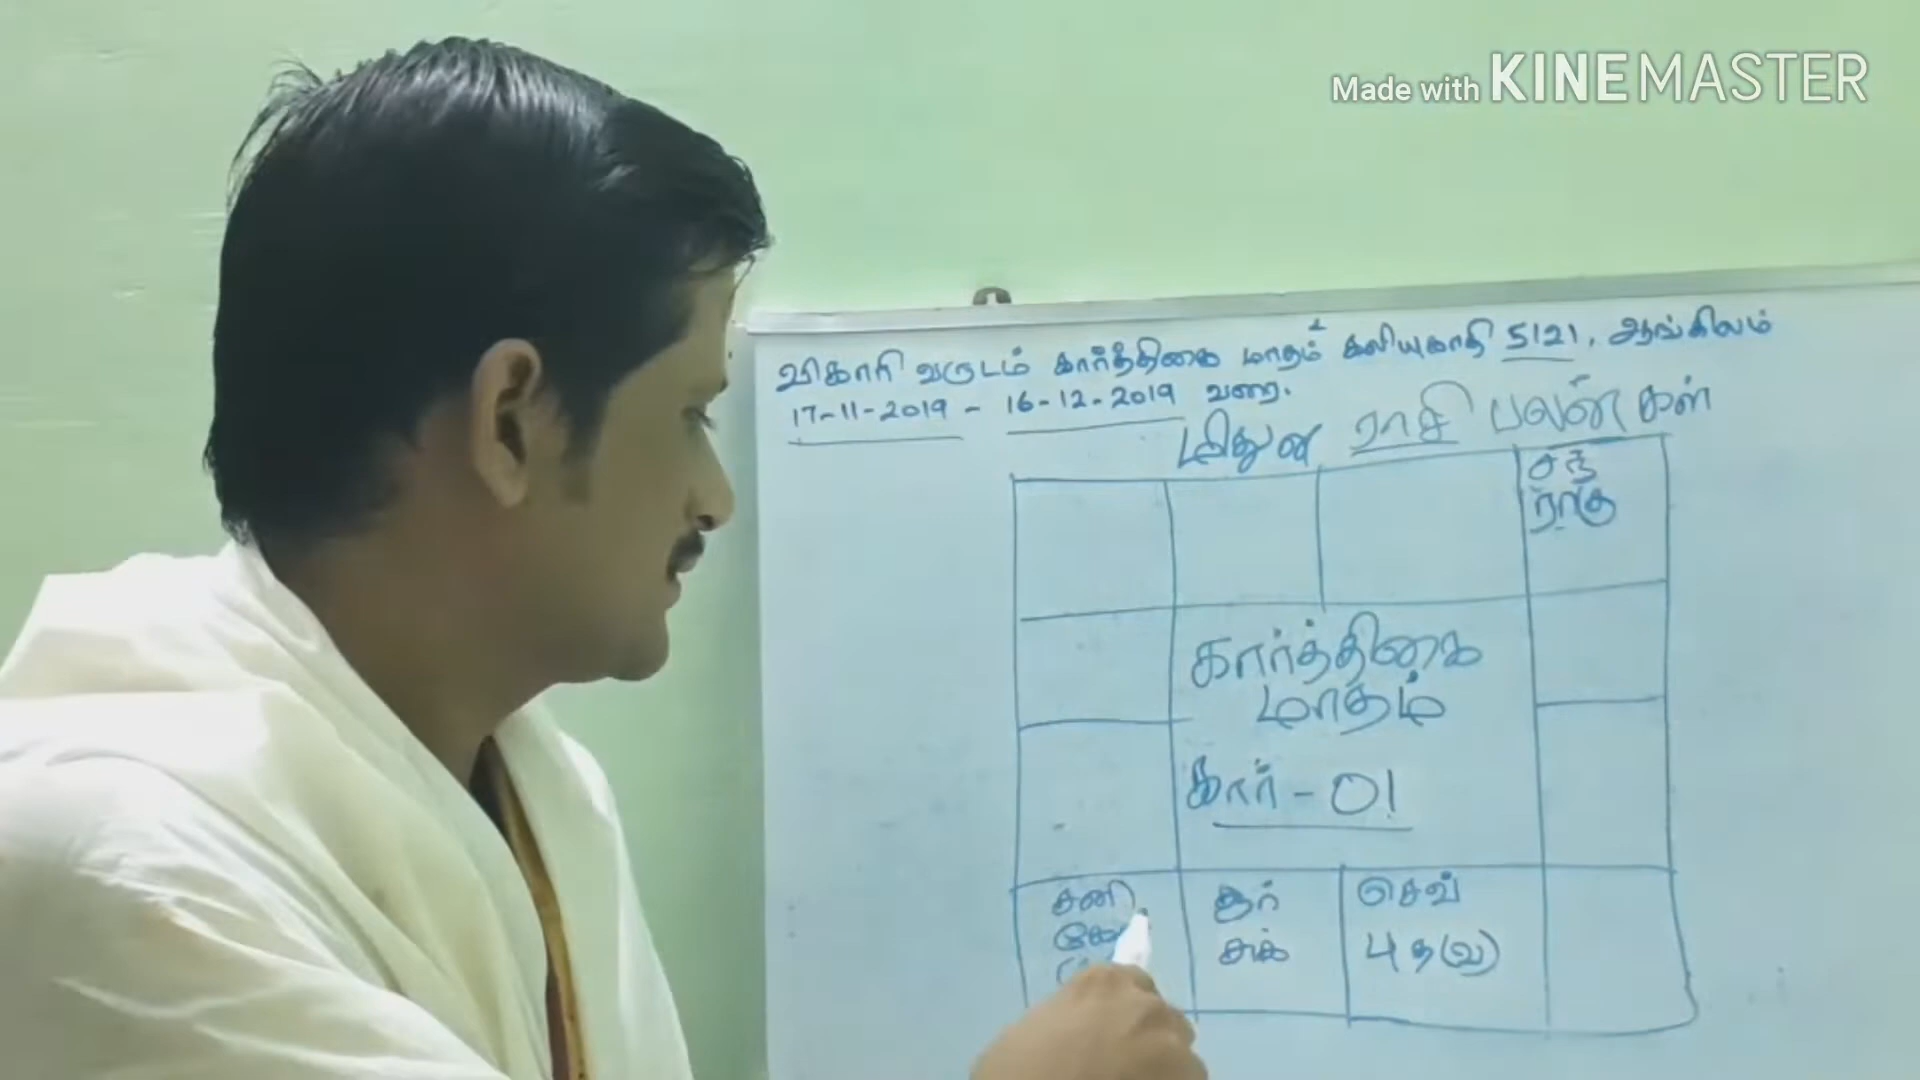 Made with KINEMASTER
விகாரி வருடம் கார்த்திகை மாதம் கலியுகாதி 5121, ஆங்கிலம்
17-11-2019 - 16-12-2019 வரை.
மிதுன ராசி பலன்கள்
சந்
ராகு
கார்த்திகை
மாதம்
கார் - 01
சனி சூர் செவ்
சுக் புத(வ)